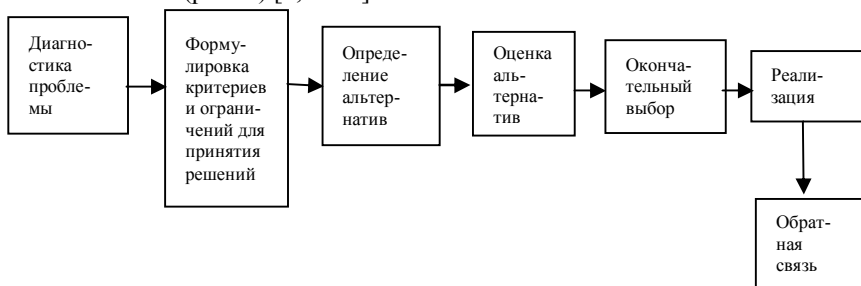 Диагно-
стика
пробле-
мы
Форму-
лировка
критериев
и ограни-
чений для
принятия
решений
Опреде-
ление
альтер-
натив
Оценка
аль-
терна-
тив
Оконча-
тельный
выбор
Реали-
зация
Обрат-
ная
связь